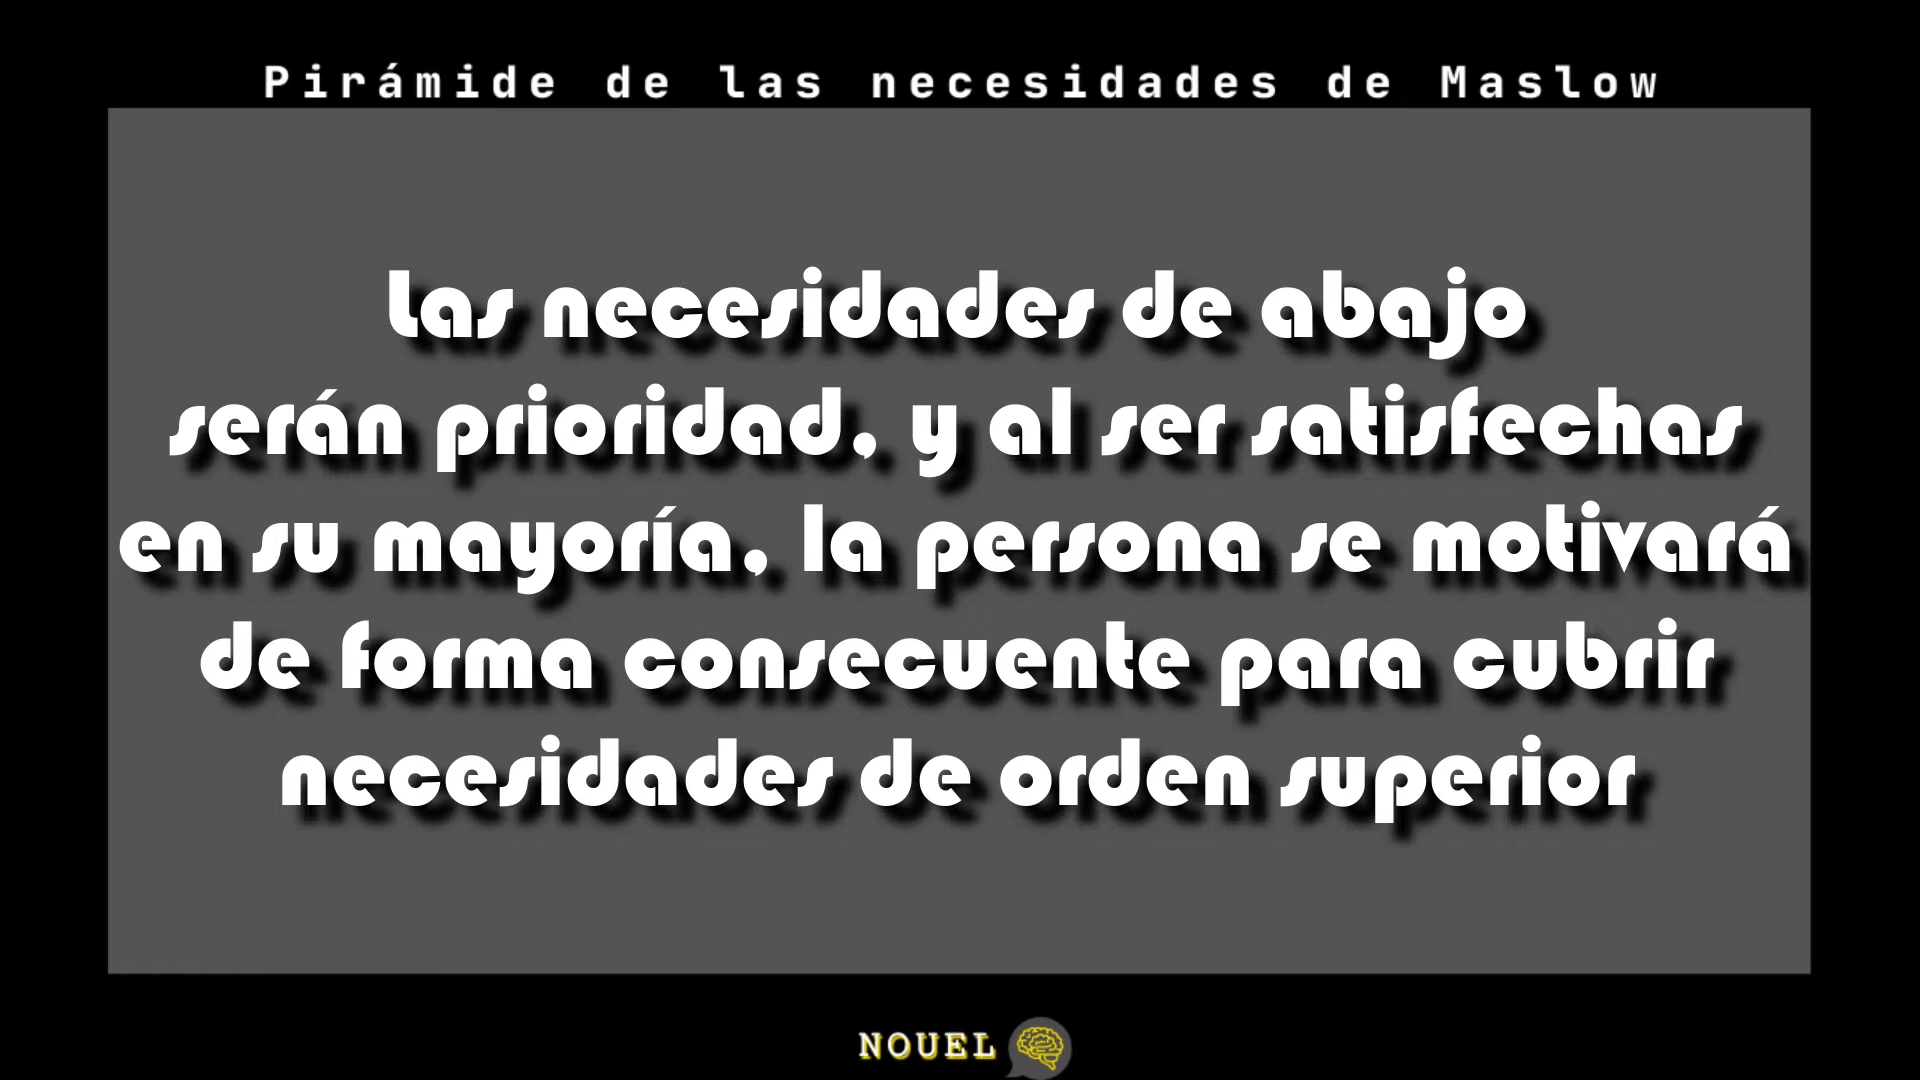 Pirámide de las necesidades de Maslow
Las necesidades de abajo
serán prioridad, y al ser satisfechas
en su mayoría, la persona se motivará
de forma consecuente para cubrir
necesidades de orden superior
NOUEL